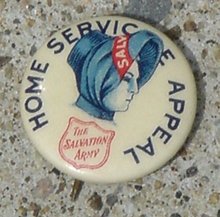 HOME SERVICE APPEAL
SALV
THE
SALVATION
ARMY